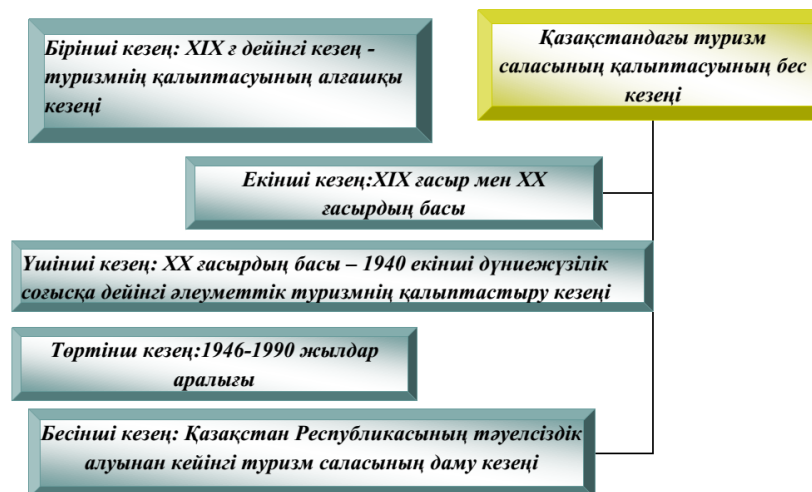 Қазақстандағы туризм
саласының қалыптасуының бес
кезеңі
Бірінші кезең: XIX ғ дейінгі кезең -
туризмнің қалыптасуының алғашқы
кезеңі
Екінші кезең:XIX ғасыр мен XX
ғасырдың басы
Үшінші кезең: XX ғасырдың басы – 1940 екінші дүниежүзілік
соғысқа дейінгі әлеуметтік туризмнің қалыптастыру кезеңі
Төртінш кезең:1946-1990 жылдар
аралығы
Бесінші кезең: Қазақстан Республикасының тәуелсіздік
алуынан кейінгі туризм саласының даму кезеңі